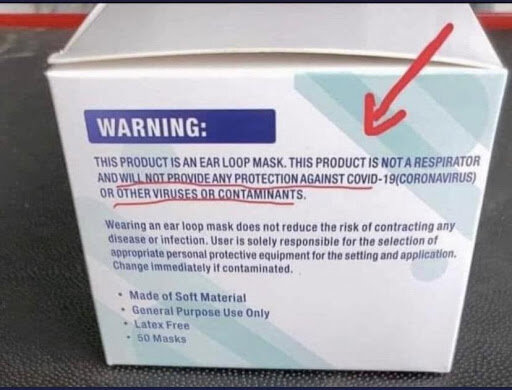 WARNING:
THIS PRODUCT IS AN EAR LOOP MASK. THIS PRODUCT IS NOT A RESPIRATOR
AND WILL NOT PROVIDE ANY PROTECTION AGAINST COVID-19(CORONAVIRUS)
OR OTHER VIRUSES OR CONTAMINANTS.
Wearing an ear loop mask does not reduce the risk of contracting any
disease or infection. User is solely responsible for the selection of
appropriate personal protective equipment for the setting and application.
Change immediately if contaminated.
• Made of Soft Material
• General Purpose Use Only
• Latex Free
• 50 Masks